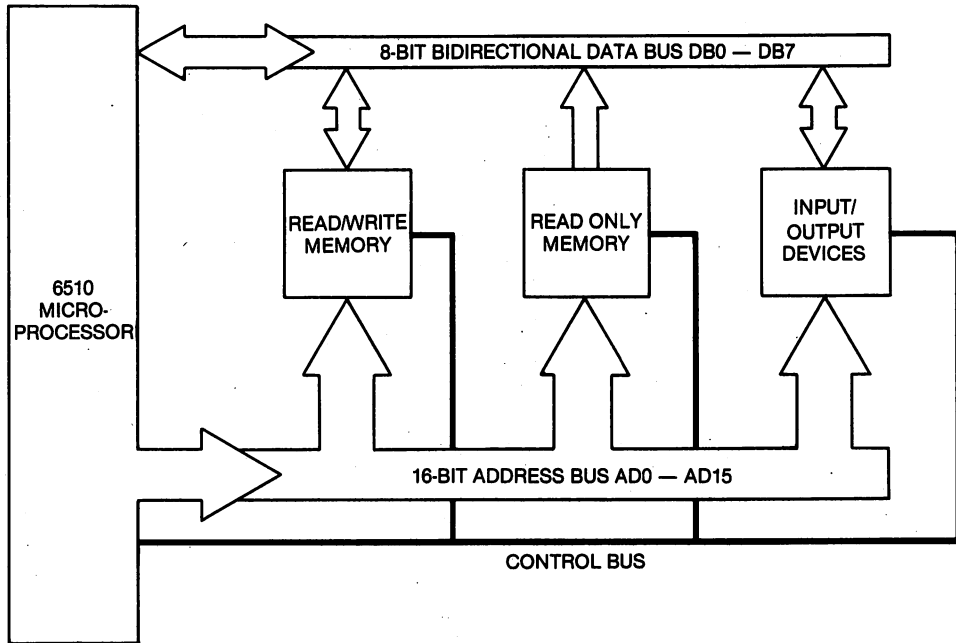 8-BIT BIDIRECTIONAL DATA BUS DB0 — DB7
READ/WRITE
MEMORY
READ ONLY
MEMORY
INPUT/
OUTPUT
DEVICES
6510
MICRO-
PROCESSOR
16-BIT ADDRESS BUS AD0 — AD15
CONTROL BUS